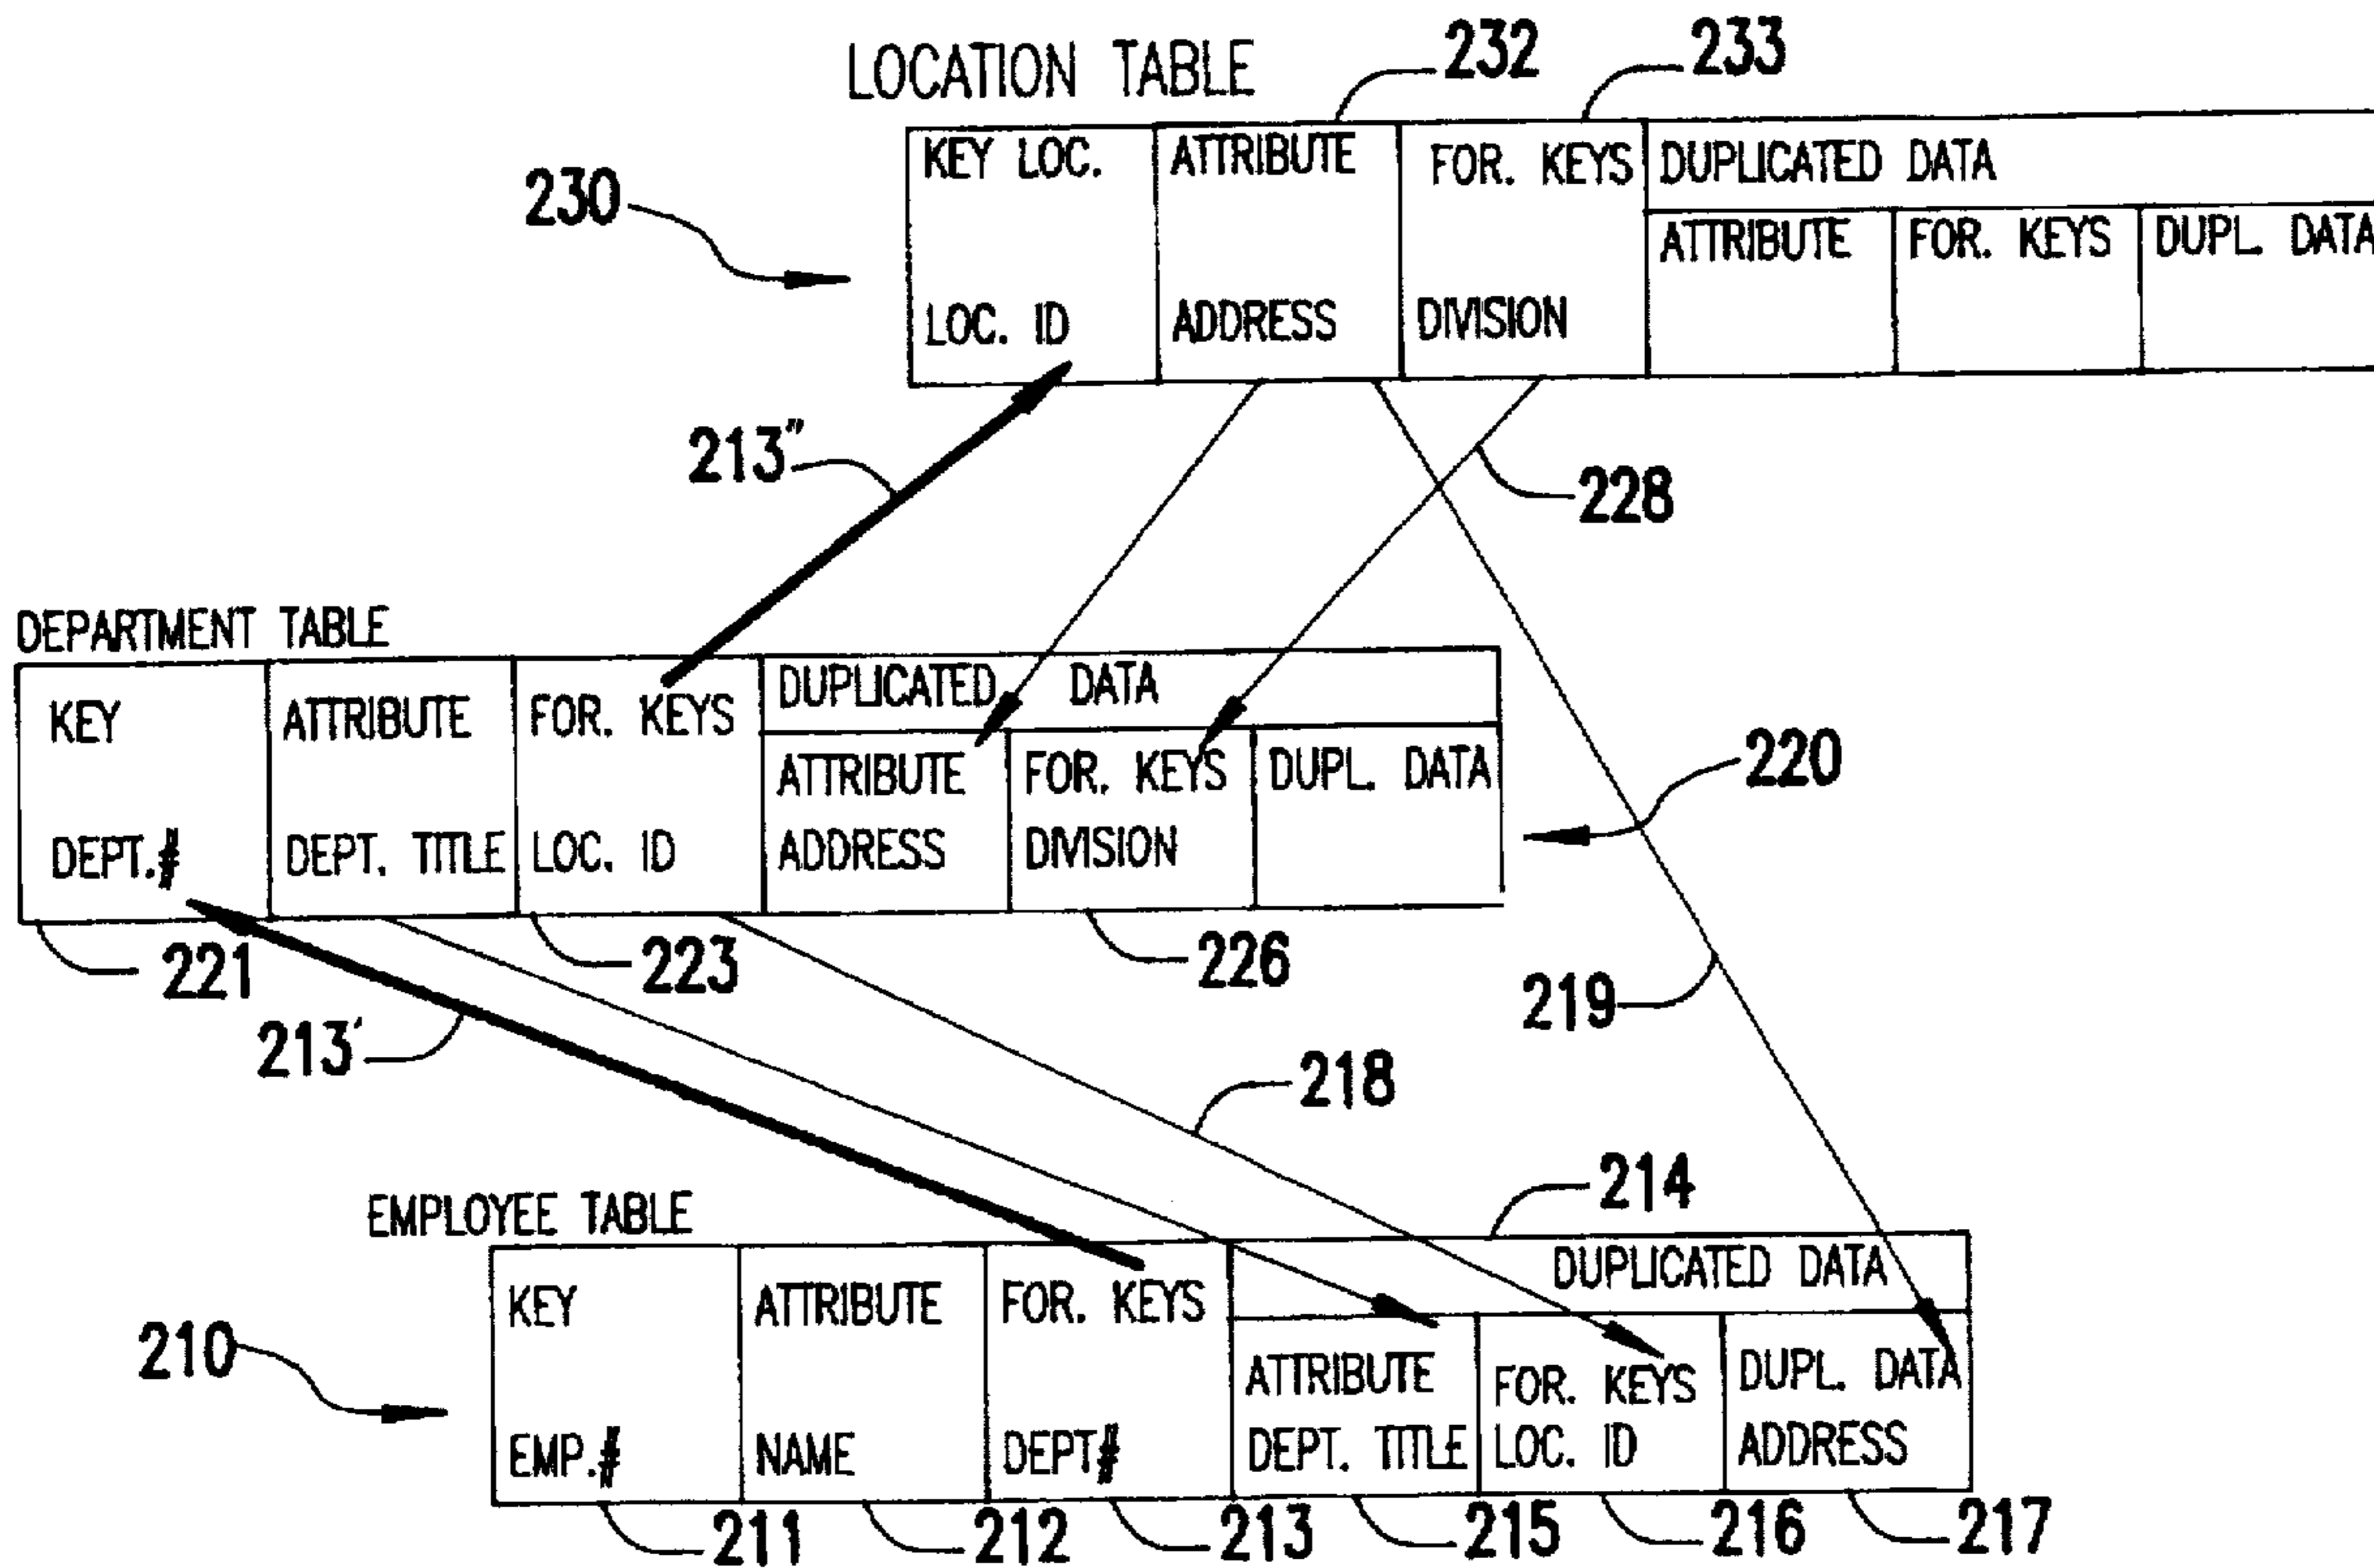 LOCATION TABLE
232
233
KEY LOC.
ATTRIBUTE
FOR. KEYS
DUPLICATED DATA
230
ATTRIBUTE
FOR. KEYS
DUPL. DATA
LOC. ID
ADDRESS
DIVISION
213"
228
DEPARTMENT TABLE
KEY
ATTRIBUTE
FOR. KEYS
DUPLICATED DATA
ATTRIBUTE
FOR. KEYS
DUPL. DATA
220
DEPT.#
DEPT. TITLE
LOC. ID
ADDRESS
DIVISION
221
223
226
219
213'
218
214
EMPLOYEE TABLE
DUPLICATED DATA
KEY
ATTRIBUTE
FOR. KEYS
210
ATTRIBUTE
FOR. KEYS
DUPL. DATA
EMP.#
NAME
DEPT#
DEPT. TITLE
LOC. ID
ADDRESS
211
212
213
215
216
217